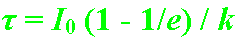 τ = I₀ (1 - 1/e) / k